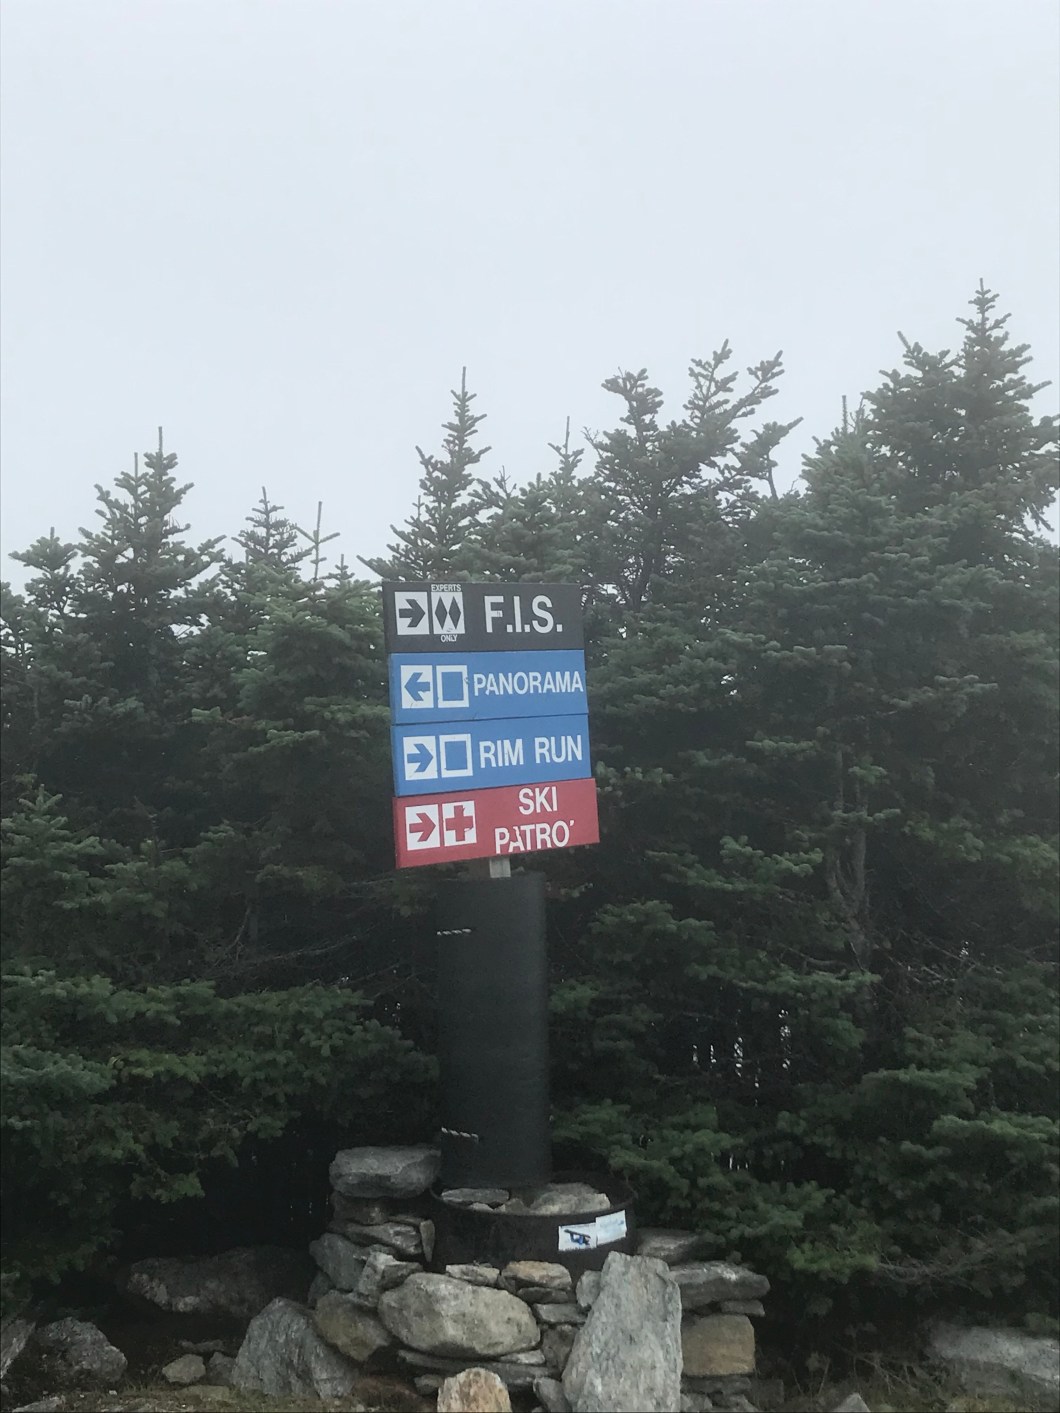 EXPERTS
ONLY
F.I.S.
PANORAMA
RIM RUN
SKI
PATRO